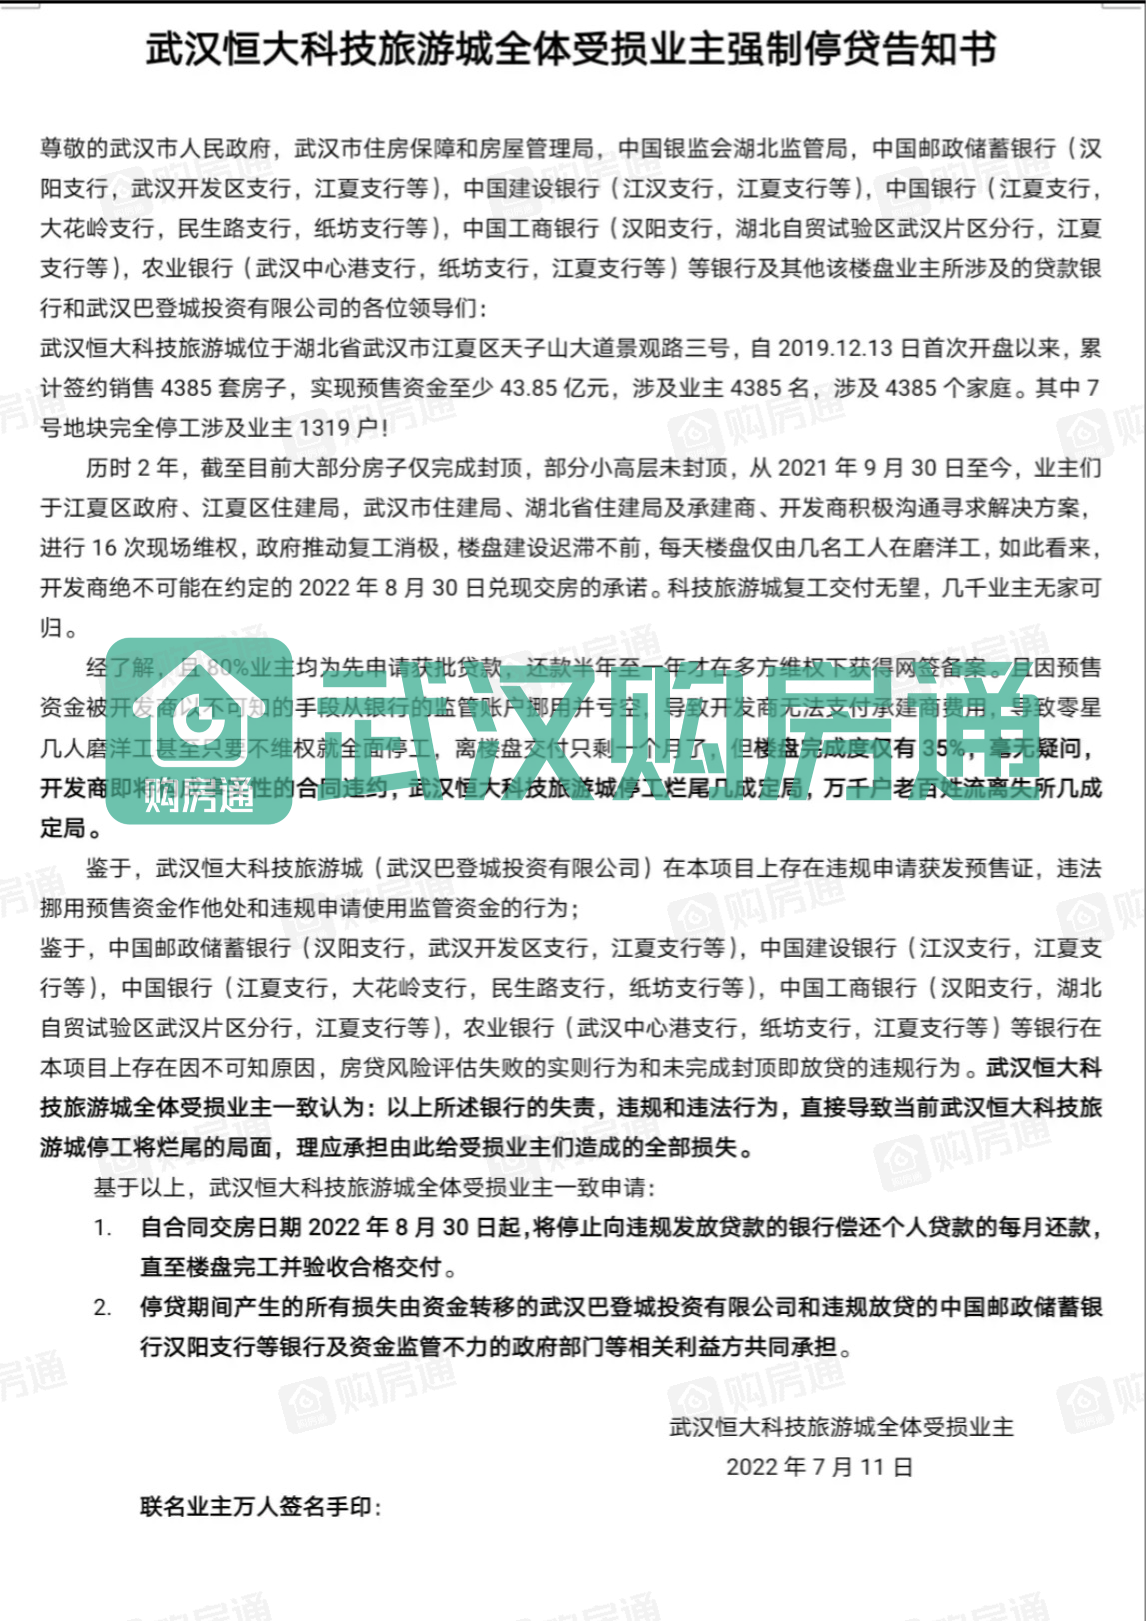 武汉恒大科技旅游城全体受损业主强制停贷告知书
尊敬的武汉市人民政府，武汉市住房保障和房屋管理局，中国银监会湖北监管局，中国邮政储蓄银行（汉
阳支行，武汉开发区支行，江夏支行等），中国建设银行（江汉支行，江夏支行等），中国银行（江夏支行，
大花岭支行，民生路支行，纸坊支行等），中国工商银行（汉阳支行，湖北自贸试验区武汉片区分行，江夏
支行等），农业银行（武汉中心港支行，纸坊支行，江夏支行等）等银行及其他该楼盘业主所涉及的贷款银
行和武汉巴登城投资有限公司的各位领导们：
武汉恒大科技旅游城位于湖北省武汉市江夏区天子山大道景观路三号，自 2019.12.13 日首次开盘以来，累
计签约销售 4385 套房子，实现预售资金至少 43.85 亿元，涉及业主 4385 名，涉及 4385 个家庭。其中 7
号地块完全停工涉及业主 1319 户！
历时 2 年，截至目前大部分房子仅完成封顶，部分小高层未封顶，从 2021 年 9 月 30 日至今，业主们
于江夏区政府、江夏区住建局，武汉市住建局、湖北省住建局及承建商、开发商积极沟通寻求解决方案，
进行 16 次现场维权，政府推动复工消极，楼盘建设迟滞不前，每天楼盘仅由几名工人在磨洋工，如此看来，
开发商绝不可能在约定的 2022 年 8 月 30 日兑现交房的承诺。科技旅游城复工交付无望，几千业主无家可
归。
经了解，且 80%业主均为先申请获批贷款，还款半年至一年才在多方维权下获得网签备案。且因预售
资金被开发商以不可知的手段从银行的监管账户挪用并亏空，导致开发商无法支付承建商费用，导致零星
几人磨洋工甚至只要不维权就全面停工，离楼盘交付只剩一个月了，但楼盘完成度仅有 35%，毫无疑问，
开发商即将性的合同违约，武汉恒大科技旅游城停工烂尾几成定局，万千户老百姓流离失所几成
定局。
购房通
武汉购房通
鉴于，武汉恒大科技旅游城（武汉巴登城投资有限公司）在本项目上存在违规申请获发预售证，违法
挪用预售资金作他处和违规申请使用监管资金的行为；
鉴于，中国邮政储蓄银行（汉阳支行，武汉开发区支行，江夏支行等），中国建设银行（江汉支行，江夏支
行等），中国银行（江夏支行，大花岭支行，民生路支行，纸坊支行等），中国工商银行（汉阳支行，湖北
自贸试验区武汉片区分行，江夏支行等），农业银行（武汉中心港支行，纸坊支行，江夏支行等）等银行在
本项目上存在因不可知原因，房贷风险评估失败的实则行为和未完成封顶即放贷的违规行为。武汉恒大科
技旅游城全体受损业主一致认为：以上所述银行的失责，违规和违法行为，直接导致当前武汉恒大科技旅
游城停工将烂尾的局面，理应承担由此给受损业主们造成的全部损失。
基于以上，武汉恒大科技旅游城全体受损业主一致申请：
1. 自合同交房日期 2022 年 8 月 30 日起，将停止向违规发放贷款的银行偿还个人贷款的每月还款，
直至楼盘完工并验收合格交付。
2. 停贷期间产生的所有损失由资金转移的武汉巴登城投资有限公司和违规放贷的中国邮政储蓄银
行汉阳支行等银行及资金监管不力的政府部门等相关利益方共同承担。
武汉恒大科技旅游城全体受损业主
2022 年 7 月 11 日
联名业主万人签名手印：